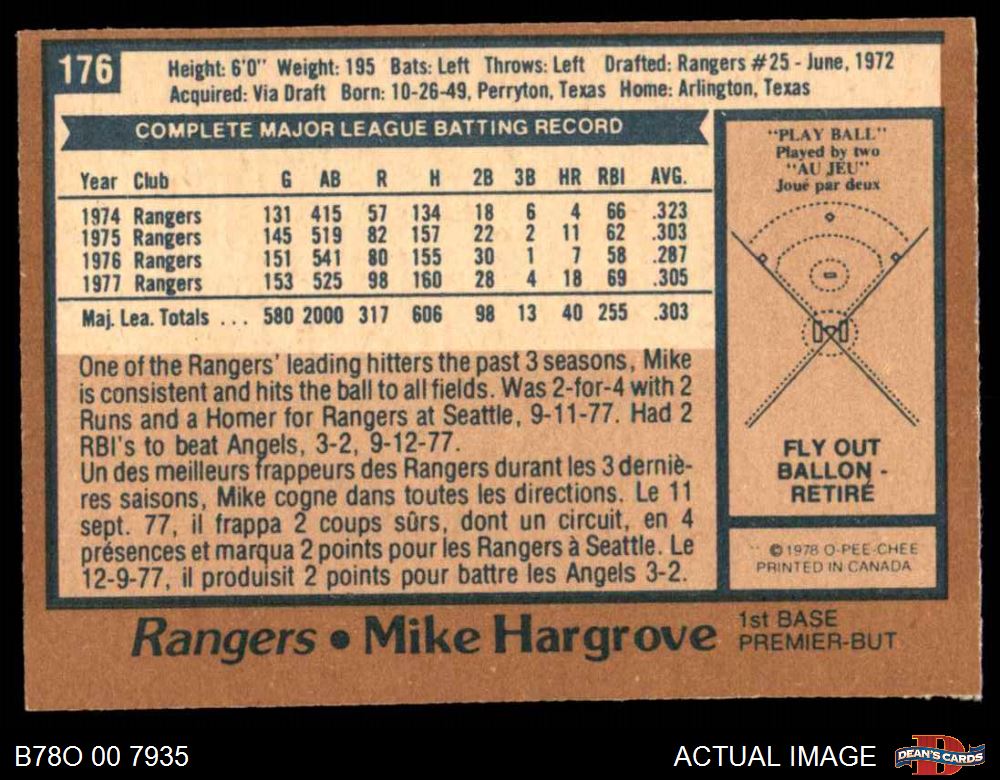 176
Height: 6'0" Weight: 195 Bats: Left Throws: Left Drafted: Rangers #25 - June, 1972
Acquired: Via Draft Born: 10-26-49, Perryton, Texas Home: Arlington, Texas
COMPLETE MAJOR LEAGUE BATTING RECORD
Year Club G AB R H 2B 3B HR RBI AVG.
1974 Rangers 131 415 57 134 18 6 4 66 .323
1975 Rangers 145 519 82 157 22 2 11 62 .303
1976 Rangers 151 541 80 155 30 1 7 58 .287
1977 Rangers 153 525 98 160 28 4 18 69 .305
Maj. Lea. Totals ... 580 2000 317 606 98 13 40 255 .303
One of the Rangers' leading hitters the past 3 seasons, Mike
is consistent and hits the ball to all fields. Was 2-for-4 with 2
Runs and a Homer for Rangers at Seattle, 9-11-77. Had 2
RBI's to beat Angels, 3-2, 9-12-77.
Un des meilleurs frappeurs des Rangers durant les 3 derniè-
res saisons, Mike cogne dans toutes les directions. Le 11
sept. 77, il frappa 2 coups sûrs, dont un circuit, en 4
présences et marqua 2 points pour les Rangers à Seattle. Le
12-9-77, il produisit 2 points pour battre les Angels 3-2.
"PLAY BALL"
Played by two
"AU JEU"
Joué par deux
FLY OUT
BALLON -
RETIRÉ
© 1978 O-PEE-CHEE
PRINTED IN CANADA
Rangers • Mike Hargrove
1st BASE
PREMIER-BUT
B78O 00 7935
ACTUAL IMAGE
DEAN'S CARDS